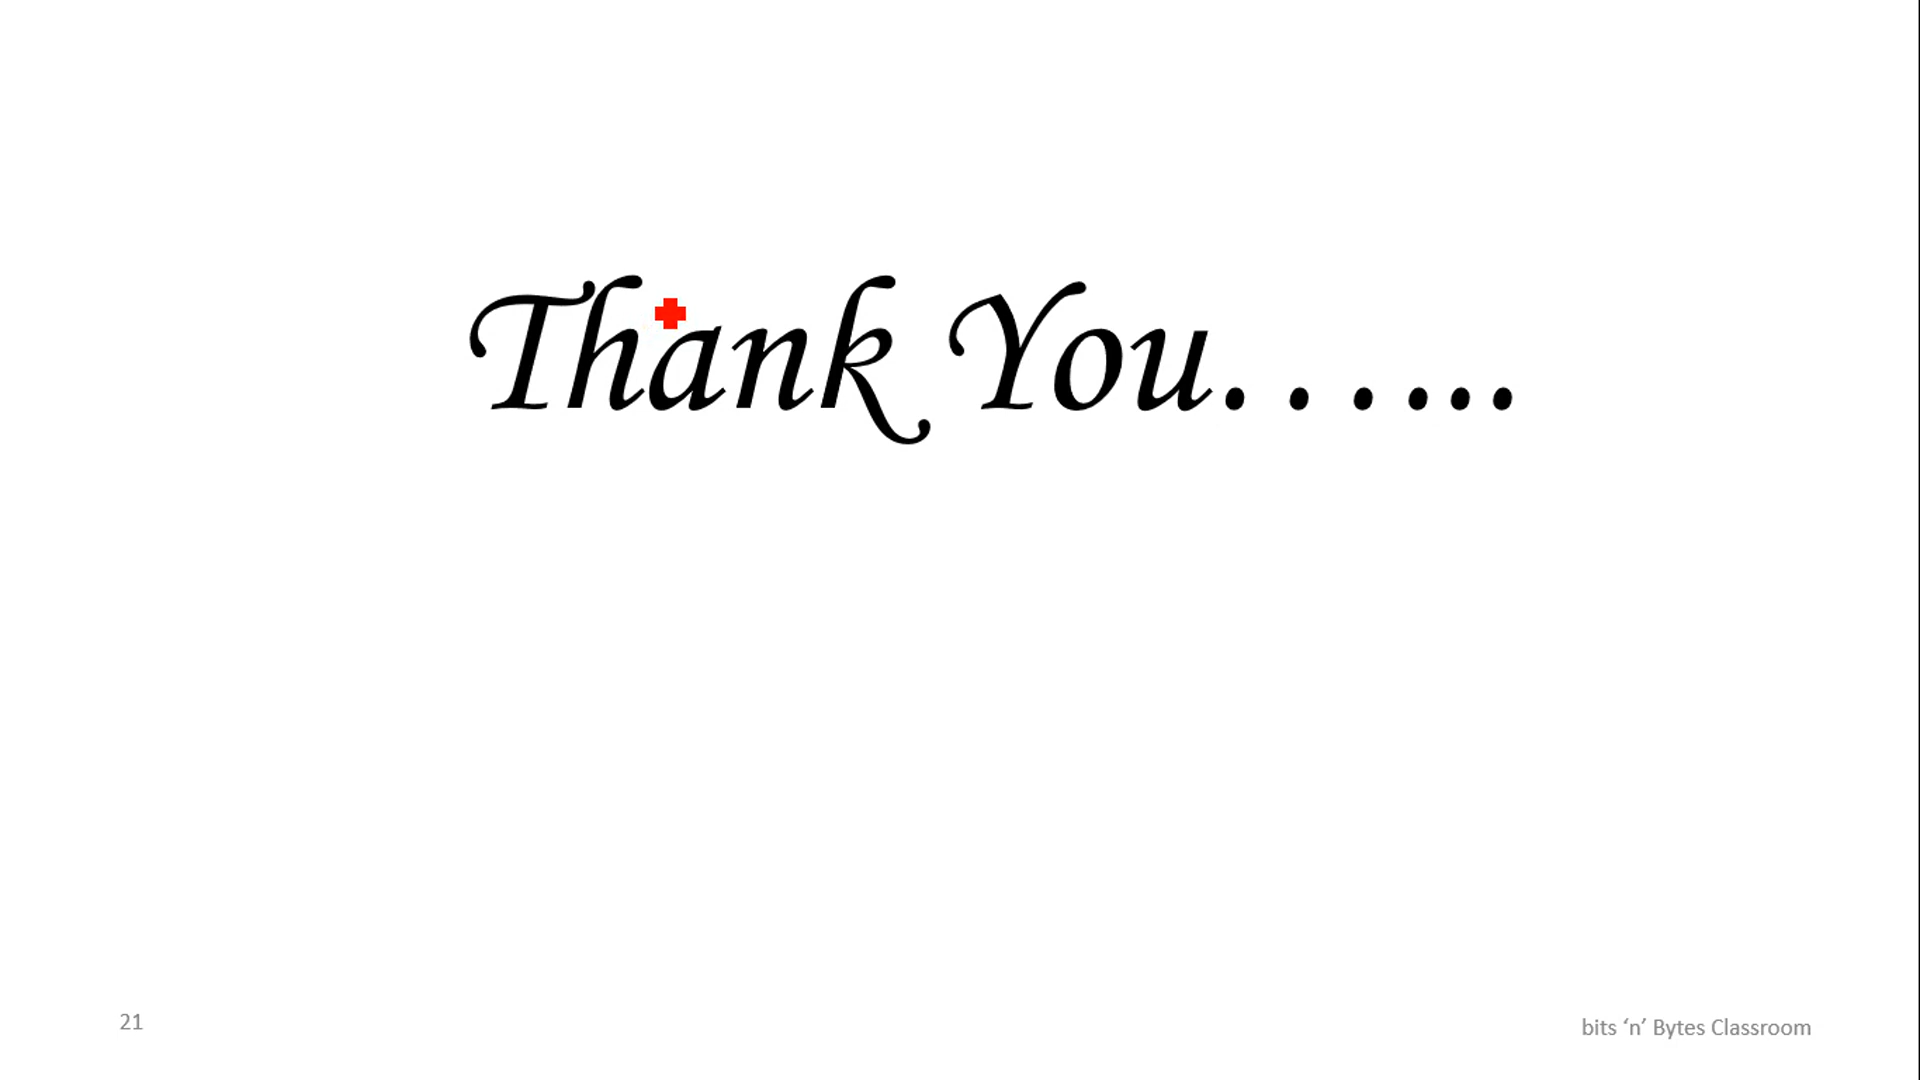 Thank You. . . ...
21
bits ‘n’ Bytes Classroom